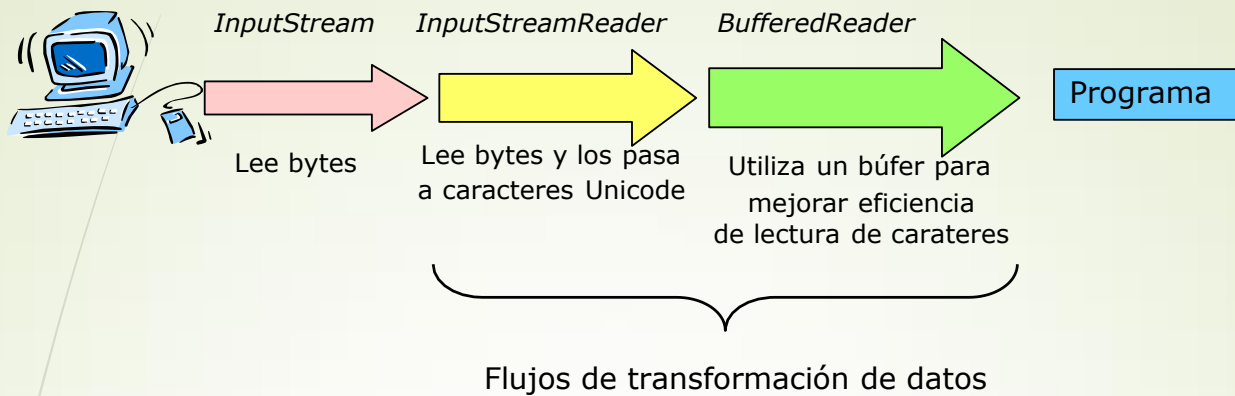 InputStream
InputStreamReader
BufferedReader
Programa
Lee bytes
Lee bytes y los pasa
a caracteres Unicode
Utiliza un búfer para
mejorar eficiencia
de lectura de carateres
Flujos de transformación de datos